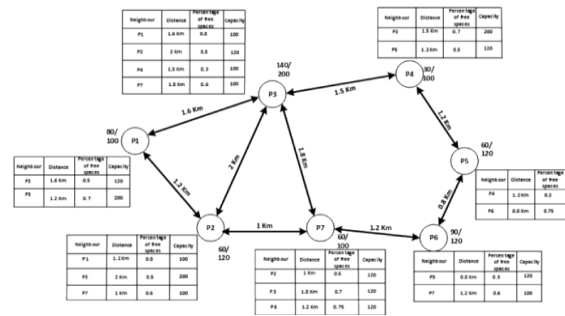 Neighbour Distance Percentage of free spaces Capacity
P1 1.6 Km 0.8 100
P2 2 Km 0.5 120
P4 1.5 Km 0.3 100
P7 1.8 Km 0.6 100
Neighbour Distance Percentage of free spaces Capacity
P3 1.5 Km 0.7 200
P5 1.2 Km 0.5 120
140/
200
P3
30/
100
P4
1.5 Km
1.6 Km
80/
100
P1
2 Km
1.8 Km
1.2 Km
60/
120
P5
Neighbour Distance Percentage of free spaces Capacity
1.6 Km 0.5 120
1.2 Km 0.7 200
Neighbour Distance Percentage of free spaces
P4 1.2 Km 0.3
P6 0.8 Km 0.75
1.2 Km
0.8 Km
P2
1 Km
P7
1.2 Km
P6
60/
120
60/
100
90/
120
Neighbour Distance Percentage of free spaces Capacity
P1 1.2 Km 0.8 100
P3 2 Km 200
P7 1 Km 0.6 100
Neighbour Distance Percentage of free spaces Capacity
P2 1 Km 0.5 120
P3 1.8 Km 0.7 120
1.2 Km 0.75 120
Neighbour Distance Percentage of free spaces Capacity
P5 0.8 Km 0.5 120
P7 1.2 Km 0.6 100